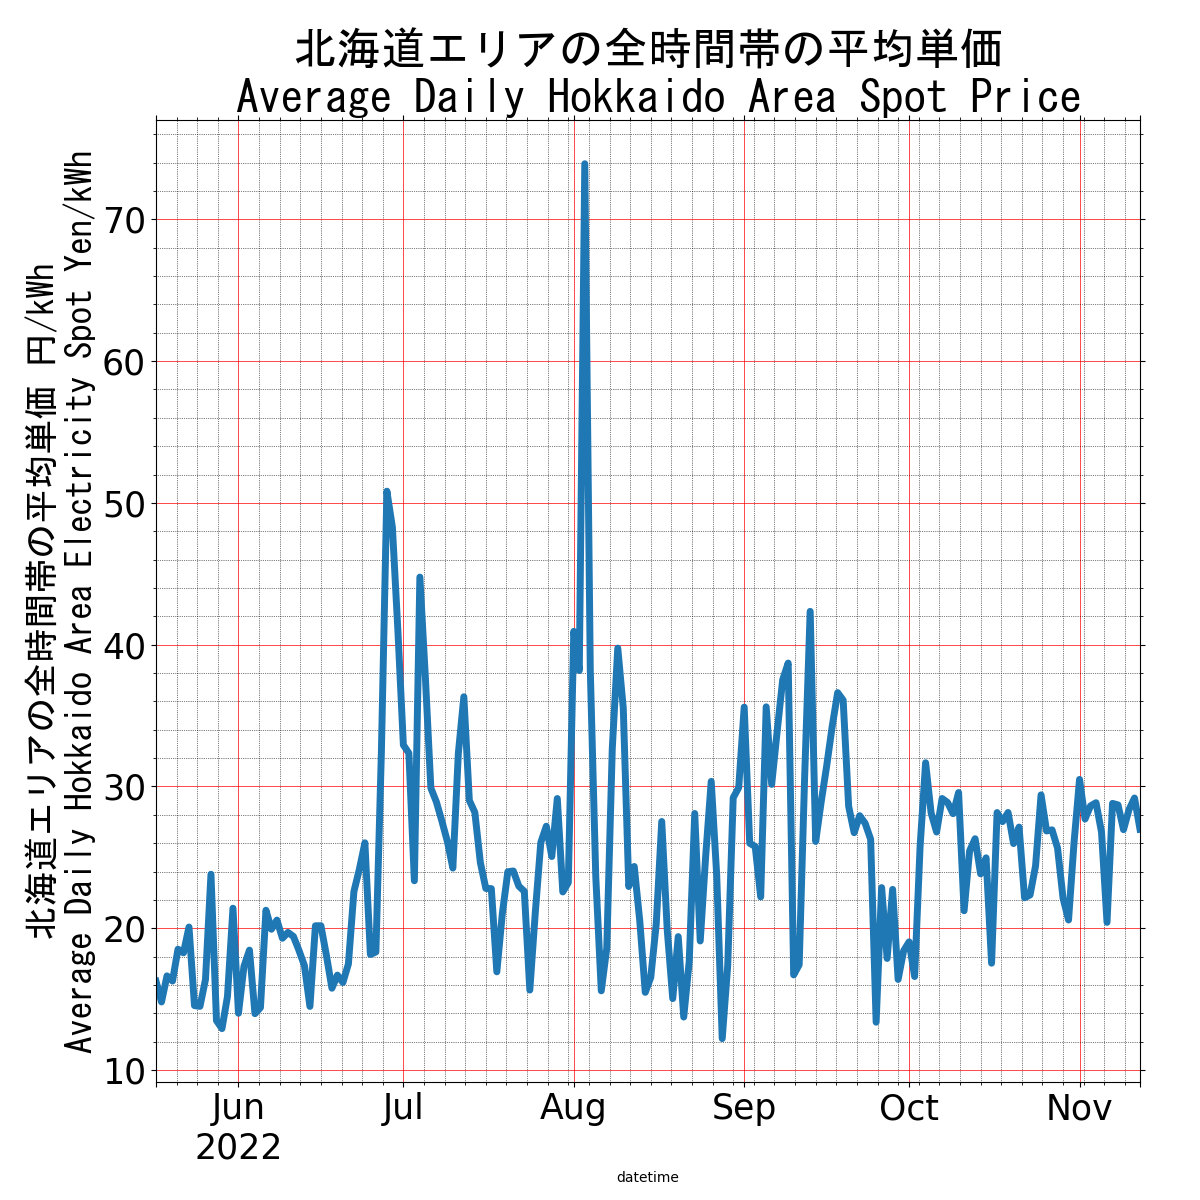 北海道エリアの全時間帯の平均単価
Average Daily Hokkaido Area Spot Price
北海道エリアの全時間帯の平均単価 円/kWh
Average Daily Hokkaido Area Electricity Spot Yen/kWh
70
60
50
40
30
20
10
Jun
2022
Jul
Aug
Sep
Oct
Nov
datetime